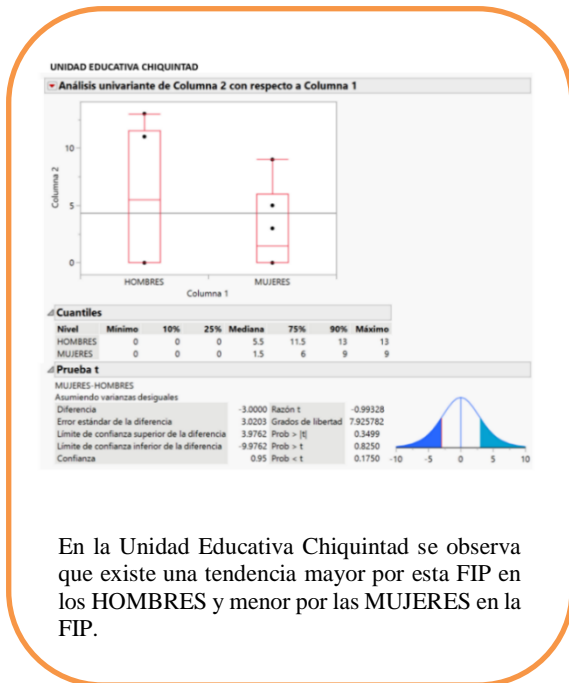 UNIDAD EDUCATIVA CHIQUINTAD
Análisis univariante de Columna 2 con respecto a Columna 1
10
5
0
Columna 2
HOMBRES MUJERES
Columna 1
Cuantiles
Nivel Mínimo 10% 25% Mediana 75% 90% Máximo
HOMBRES 0 0 0 5.5 11.5 13 13
MUJERES 0 0 0 1.5 6 9 9
Prueba t
MUJERES-HOMBRES
Asumiendo varianzas desiguales
Diferencia -3.0000 Razón t -0.99328
Error estándar de la diferencia 3.0203 Grados de libertad 7.925782
Límite de confianza superior de la diferencia 3.9762 Prob > |t| 0.3499
Límite de confianza inferior de la diferencia -9.9762 Prob > t 0.8250
Confianza 0.95 Prob < t 0.1750
-10 -5 0 5 10
En la Unidad Educativa Chiquintad se observa
que existe una tendencia mayor por esta FIP en
los HOMBRES y menor por las MUJERES en la
FIP.